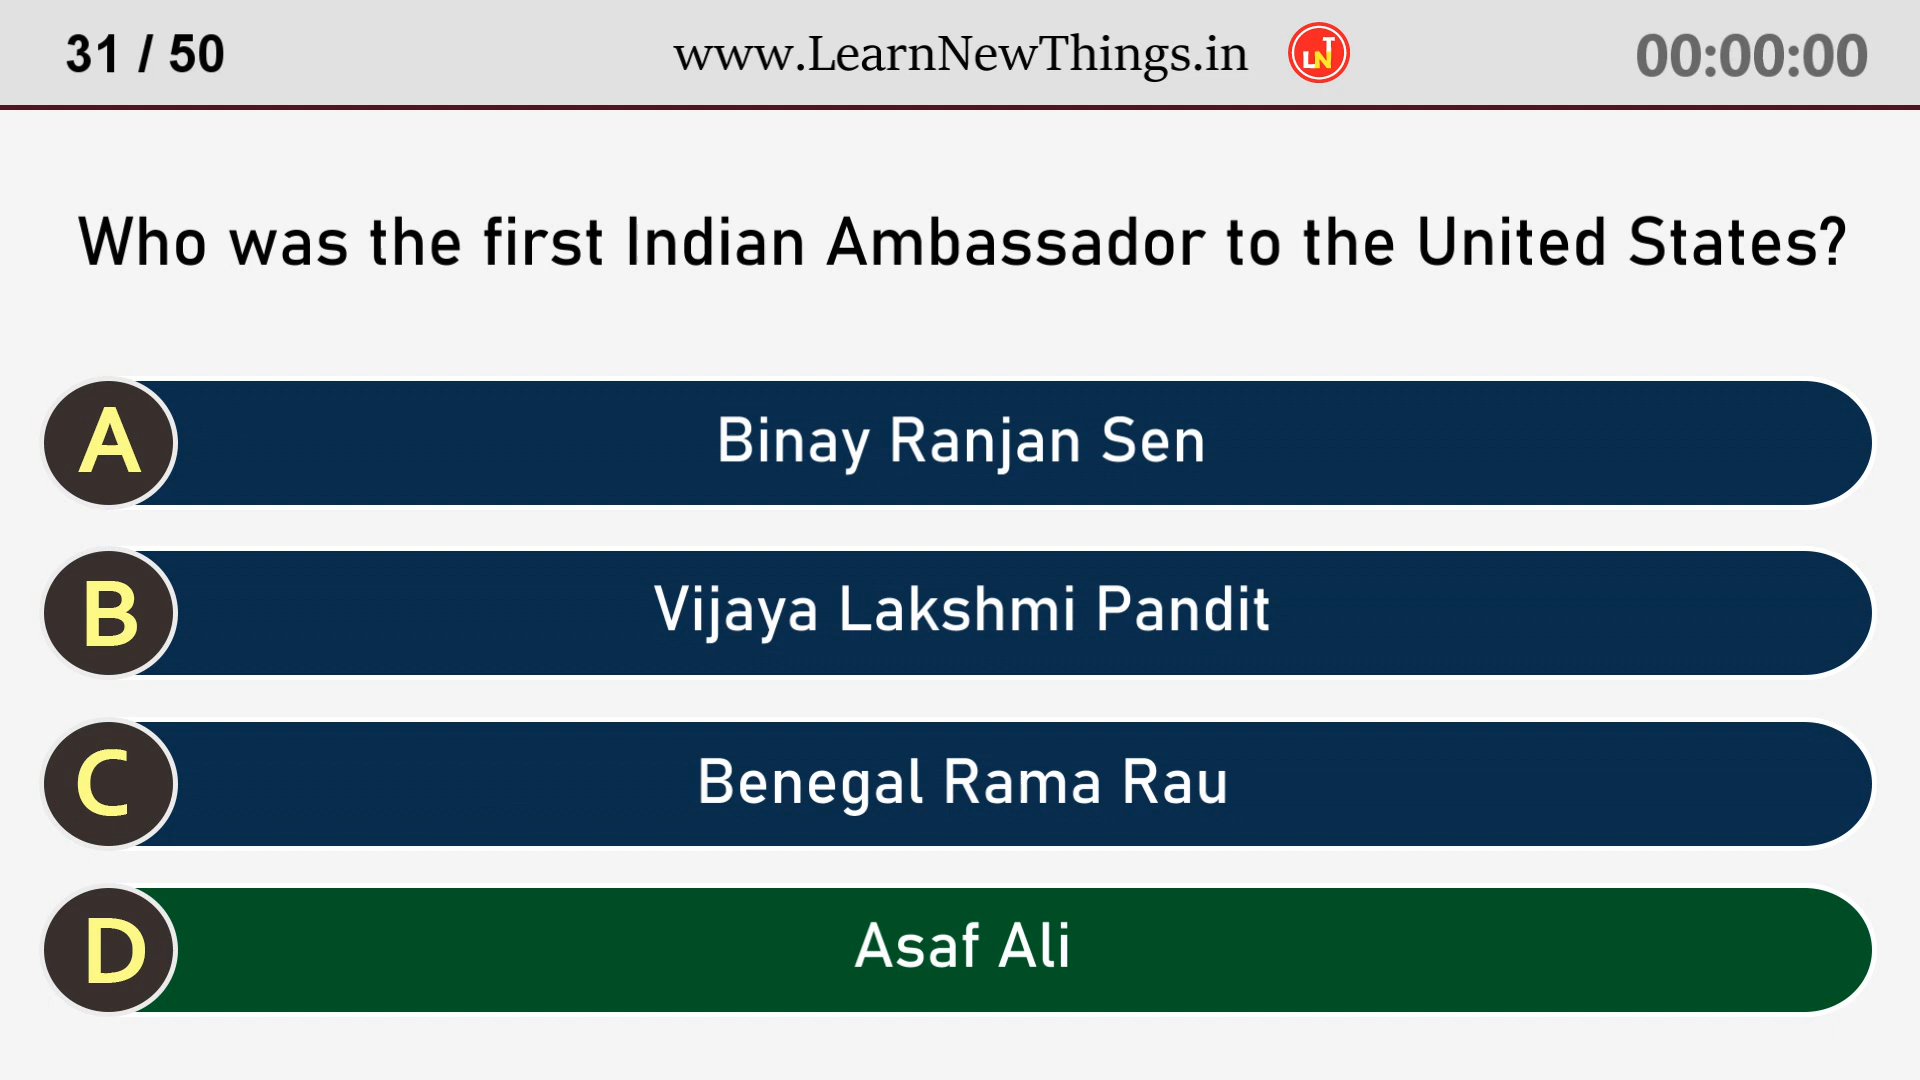 31 / 50
www.LearnNewThings.in
LNT
00:00:00
Who was the first Indian Ambassador to the United States?
A
Binay Ranjan Sen
B
Vijaya Lakshmi Pandit
C
Benegal Rama Rau
D
Asaf Ali